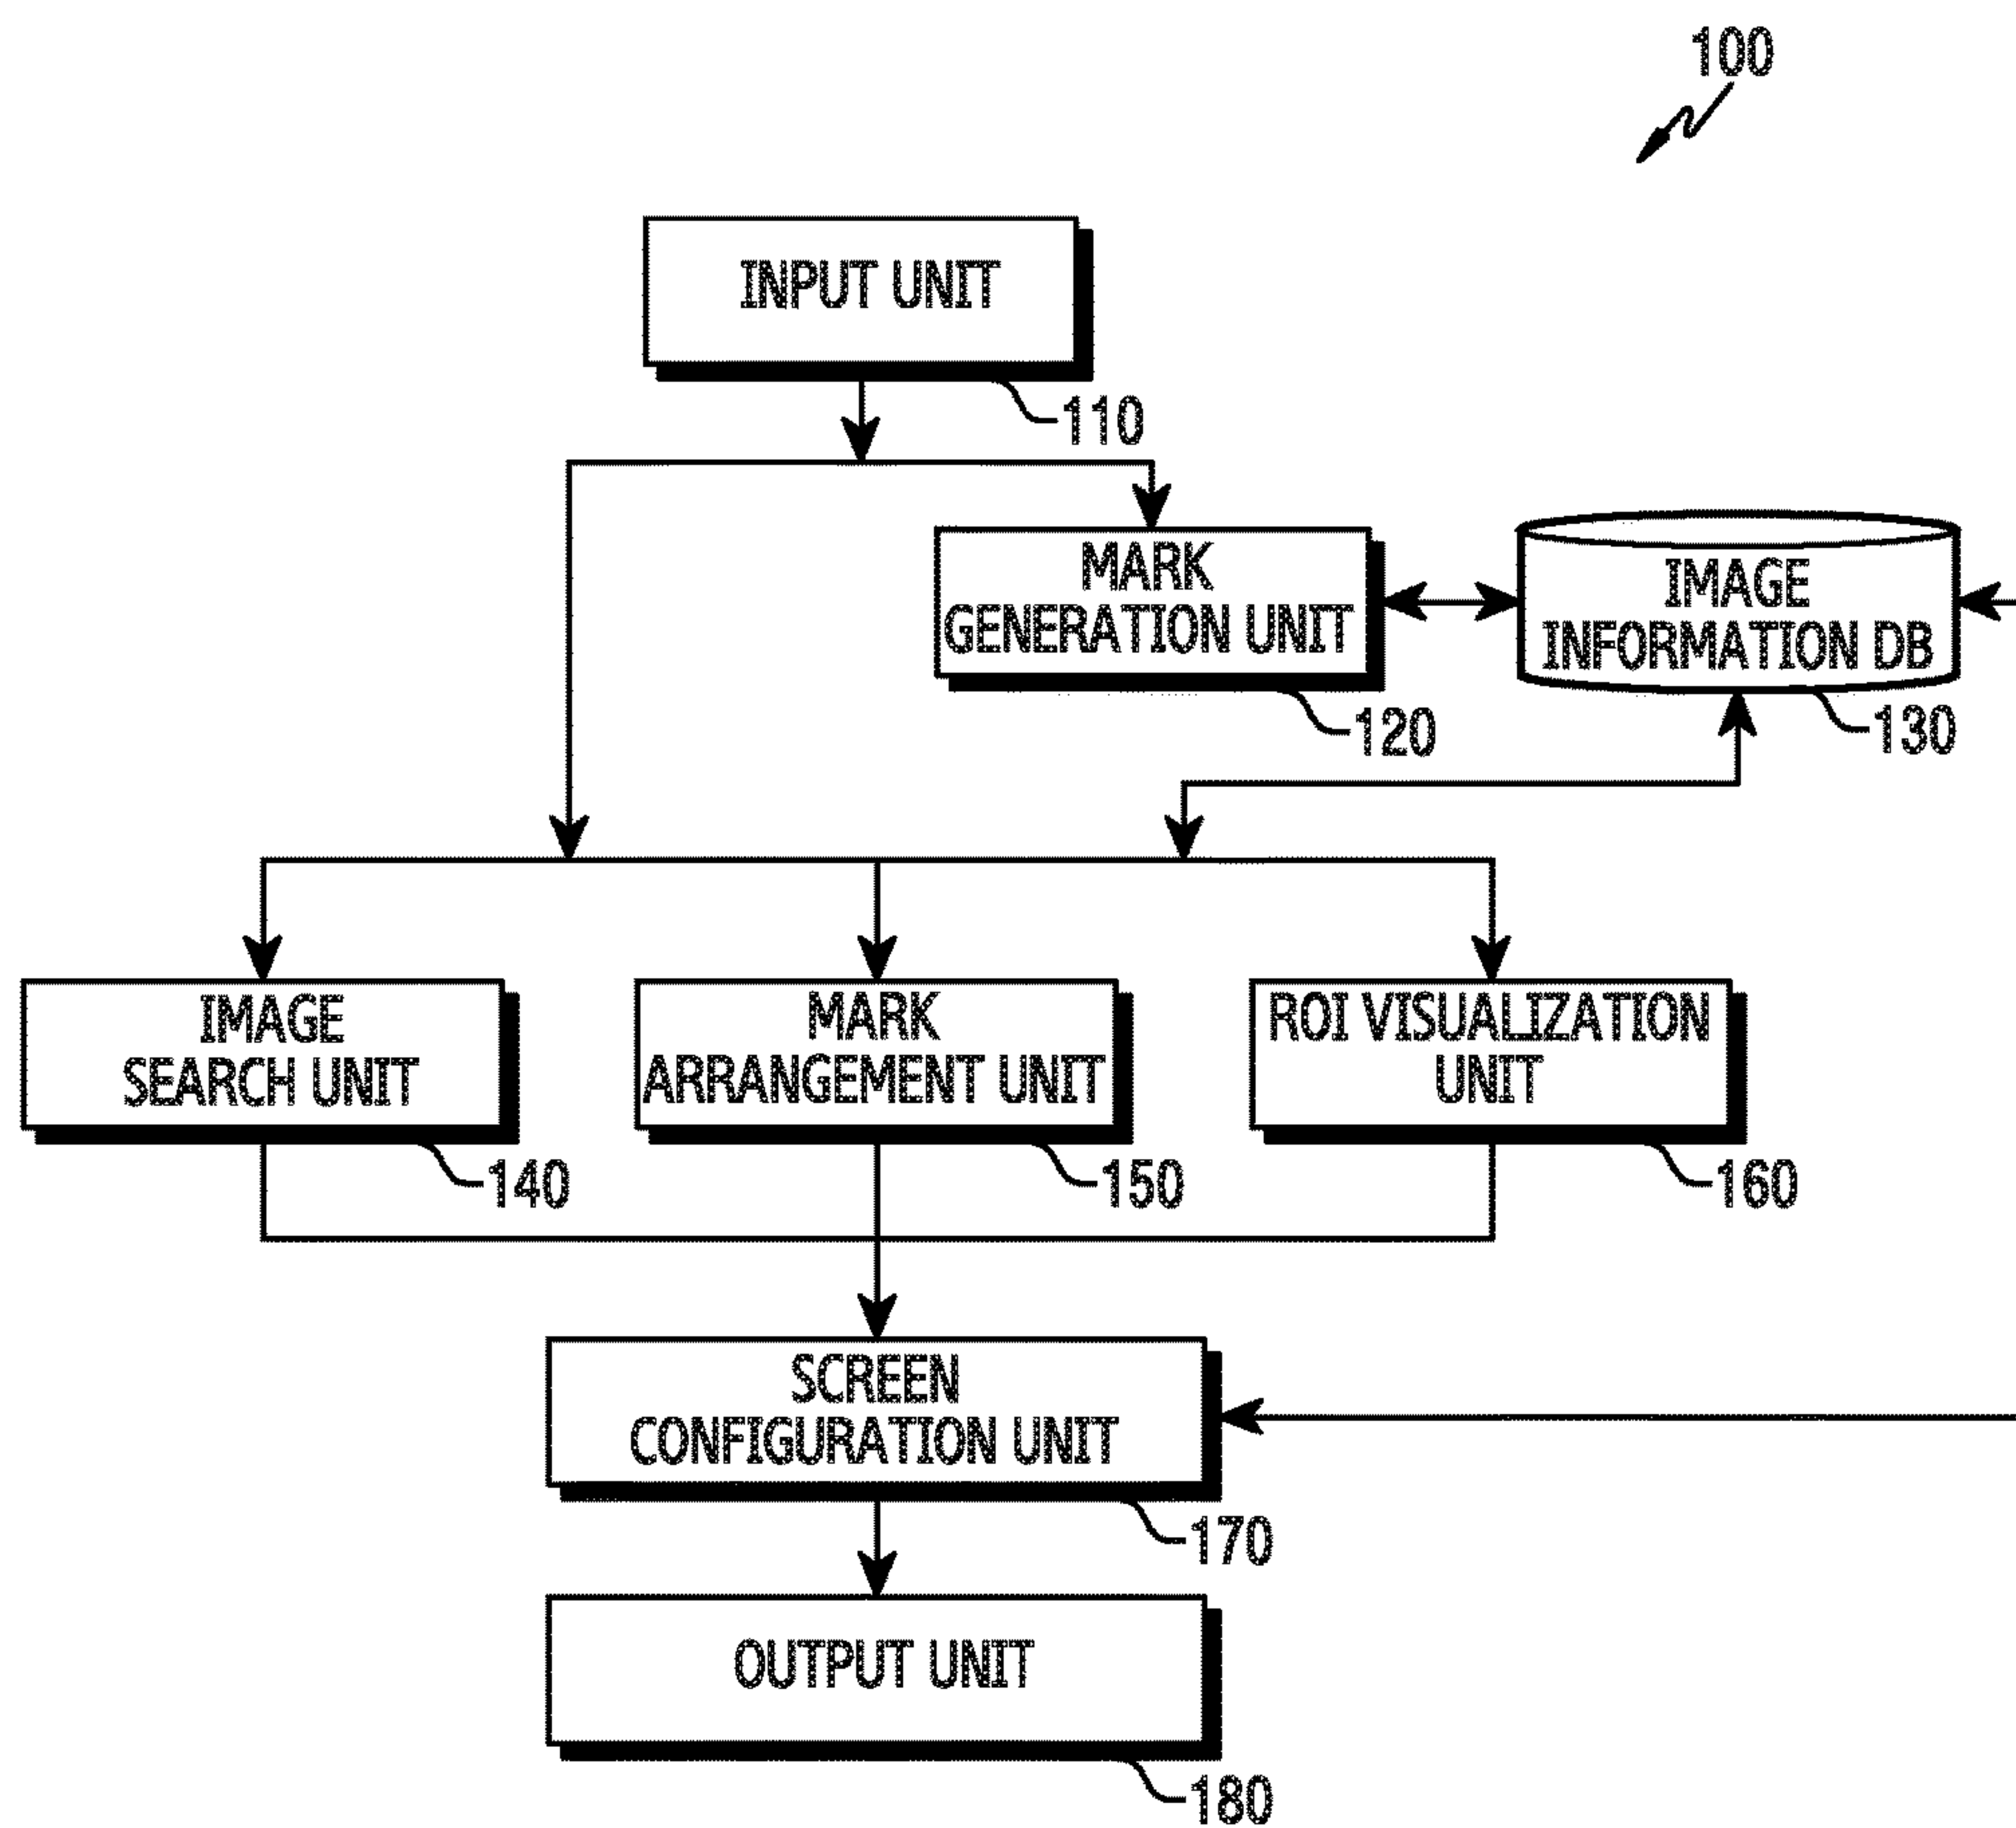 100
INPUT UNIT
110
MARK
GENERATION UNIT
120
IMAGE
INFORMATION DB
130
IMAGE
SEARCH UNIT
140
MARK
ARRANGEMENT UNIT
150
ROI VISUALIZATION
UNIT
160
SCREEN
CONFIGURATION UNIT
170
OUTPUT UNIT
180